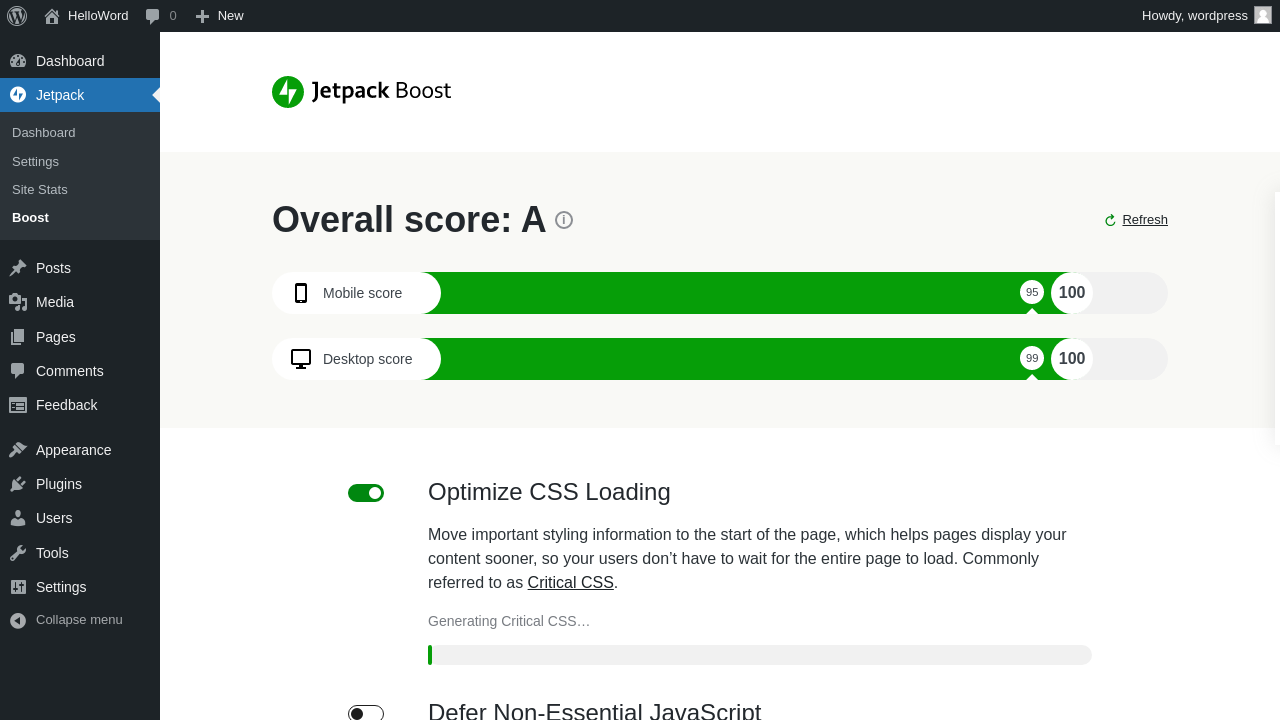 HelloWord
0
New
Howdy, wordpress
Dashboard
Jetpack
Dashboard
Settings
Site Stats
Boost
Posts
Media
Pages
Comments
Feedback
Appearance
Plugins
Users
Tools
Settings
Collapse menu
Jetpack Boost
Overall score: A
Refresh
Mobile score
95
100
Desktop score
99
100
Optimize CSS Loading
Move important styling information to the start of the page, which helps pages display your
content sooner, so your users don’t have to wait for the entire page to load. Commonly
referred to as Critical CSS.
Generating Critical CSS…
Defer Non-Essential JavaScript